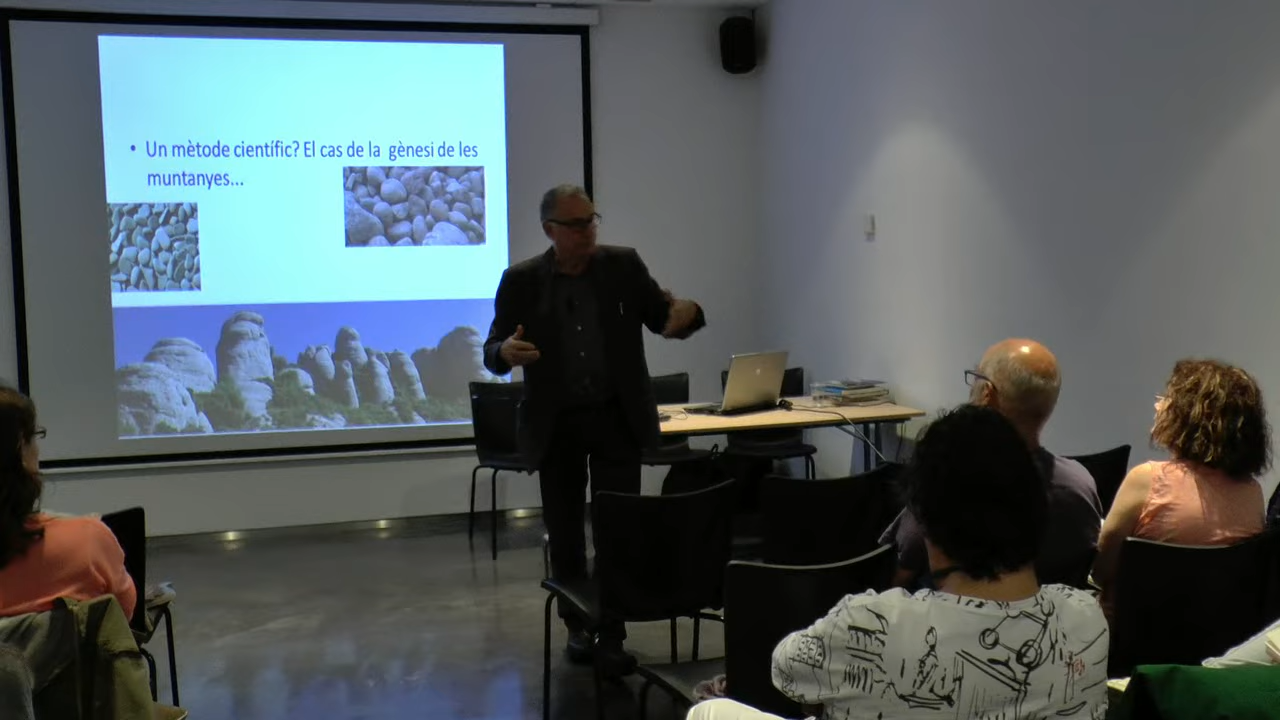 • Un mètode científic? El cas de la gènesi de les
muntanyes...